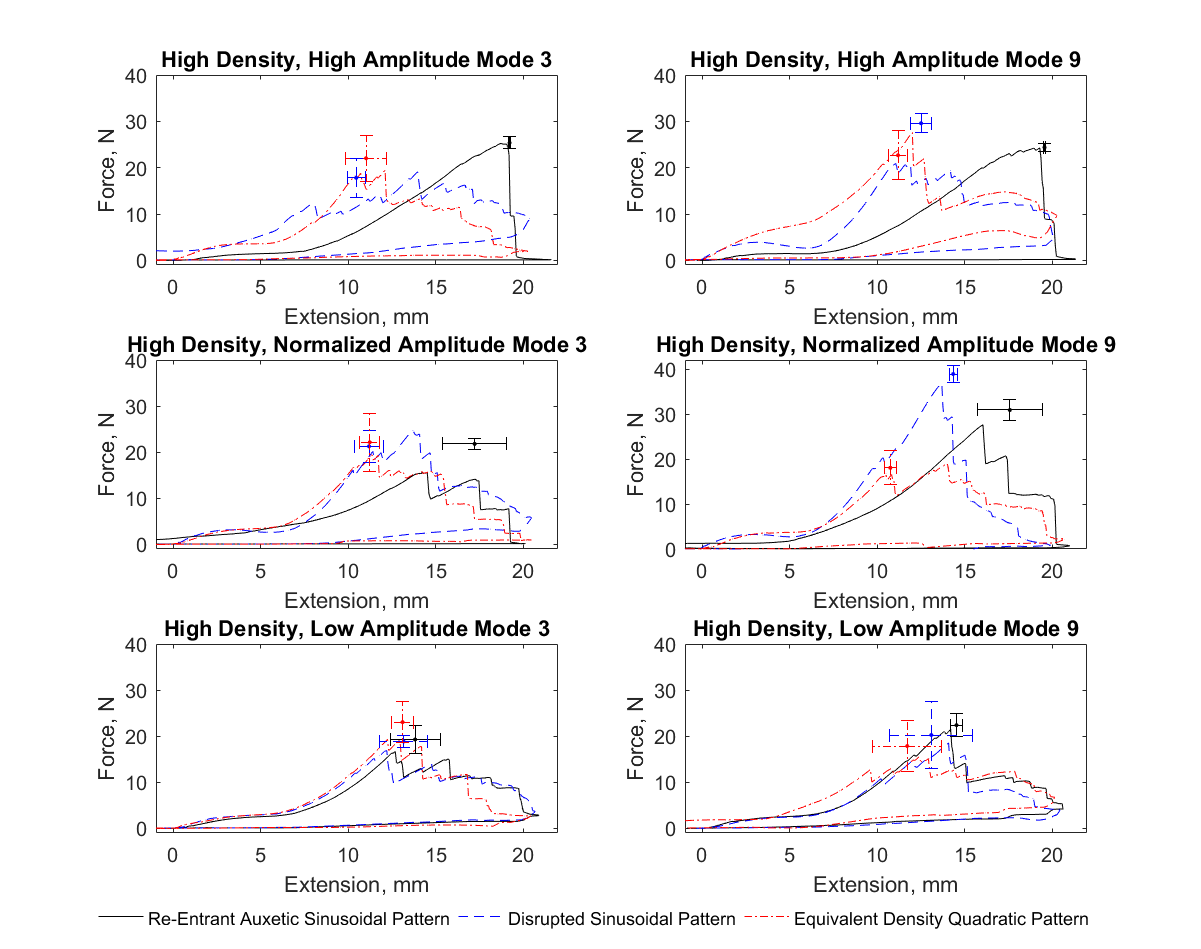 High Density, High Amplitude Mode 3
40
30
20
10
0
Force, N
0 5 10 15 20
Extension, mm
High Density, High Amplitude Mode 9
40
30
20
10
0
Force, N
0 5 10 15 20
Extension, mm
High Density, Normalized Amplitude Mode 3
40
30
20
10
0
Force, N
0 5 10 15 20
Extension, mm
High Density, Normalized Amplitude Mode 9
40
30
20
10
0
Force, N
0 5 10 15 20
Extension, mm
High Density, Low Amplitude Mode 3
40
30
20
10
0
Force, N
0 5 10 15 20
Extension, mm
High Density, Low Amplitude Mode 9
40
30
20
10
0
Force, N
0 5 10 15 20
Extension, mm
Re-Entrant Auxetic Sinusoidal Pattern Disrupted Sinusoidal Pattern Equivalent Density Quadratic Pattern